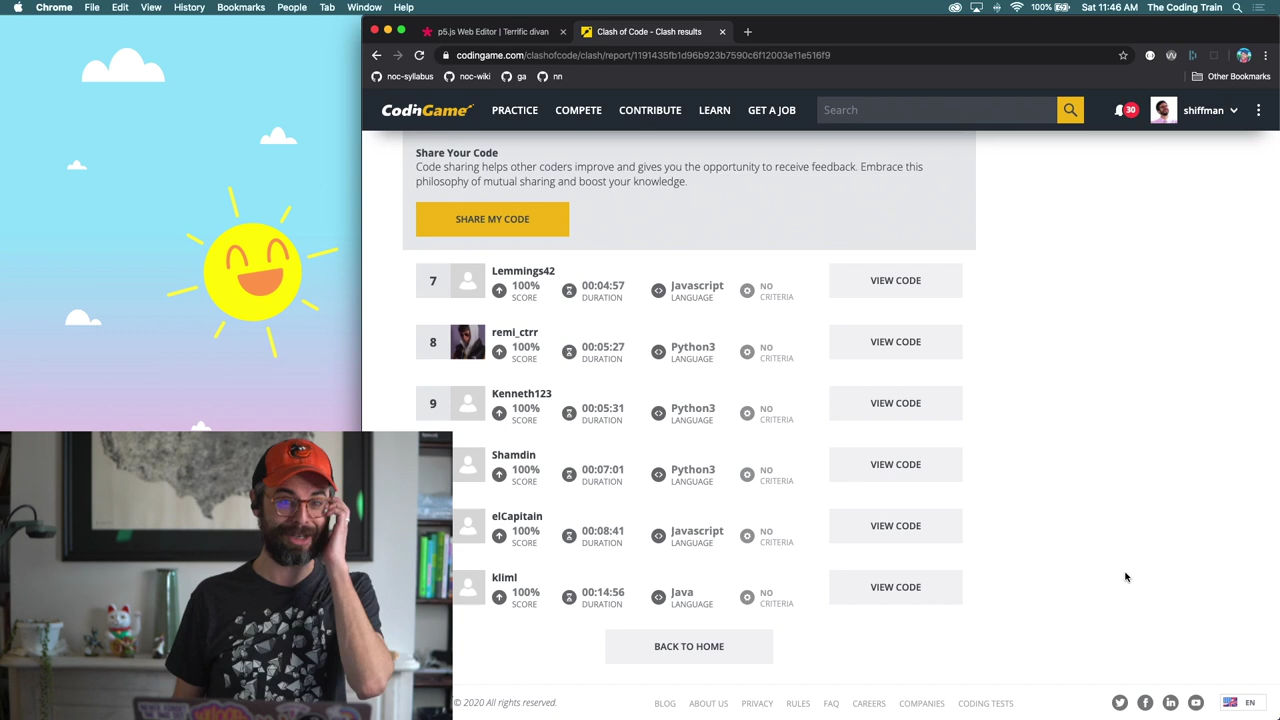 Chrome File Edit View History Bookmarks People Tab Window Help 100% Sat 11:46 AM The Coding Train
p5.js Web Editor | Terrific divan
Clash of Code - Clash results
codingame.com/clashofcode/clash/report/1191435fb1d96b923b7590c6f12003e11e516f9
noc-syllabus noc-wiki ga nn Other Bookmarks
CodinGame PRACTICE COMPETE CONTRIBUTE LEARN GET A JOB Search 30 shiffman
Share Your Code
Code sharing helps other coders improve and gives you the opportunity to receive feedback. Embrace this
philosophy of mutual sharing and boost your knowledge.
SHARE MY CODE
7 Lemmings42
100% SCORE 00:04:57 DURATION Javascript LANGUAGE NO CRITERIA VIEW CODE
8 remi_ctrr
100% SCORE 00:05:27 DURATION Python3 LANGUAGE NO CRITERIA VIEW CODE
9 Kenneth123
100% SCORE 00:05:31 DURATION Python3 LANGUAGE NO CRITERIA VIEW CODE
Shamdin
100% SCORE 00:07:01 DURATION Python3 LANGUAGE NO CRITERIA VIEW CODE
elCapitain
100% SCORE 00:08:41 DURATION Javascript LANGUAGE NO CRITERIA VIEW CODE
kliml
100% SCORE 00:14:56 DURATION Java LANGUAGE NO CRITERIA VIEW CODE
BACK TO HOME
© 2020 All rights reserved. BLOG ABOUT US PRIVACY RULES FAQ CAREERS COMPANIES CODING TESTS EN